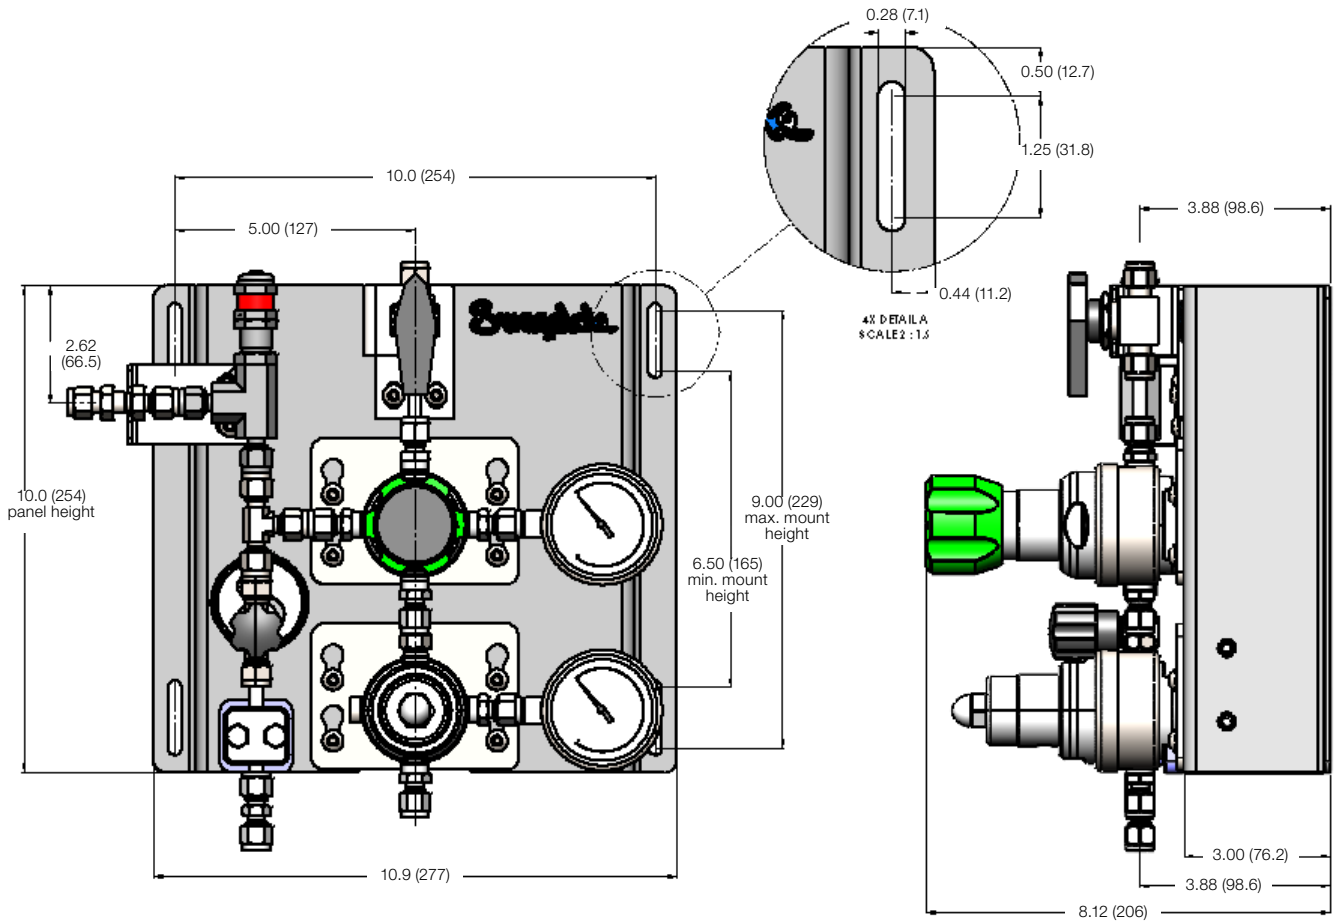 0.28 (7.1)
0.50 (12.7)
1.25 (31.8)
10.0 (254)
3.88 (98.6)
5.00 (127)
0.44 (11.2)
4X DETAIL A
SCALE 2 : 1.5
Swagelok
2.62
(66.5)
10.0 (254)
panel height
9.00 (229)
max. mount
height
6.50 (165)
min. mount
height
3.00 (76.2)
10.9 (277)
3.88 (98.6)
8.12 (206)